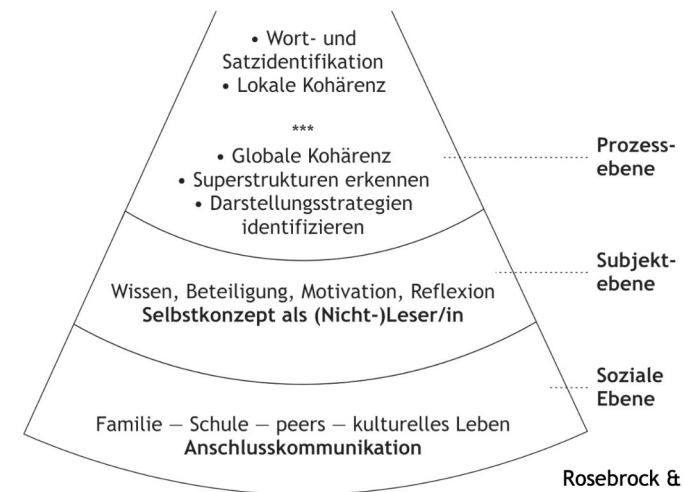 • Wort- und
Satzidentifikation
• Lokale Kohärenz
***
• Globale Kohärenz
• Superstrukturen erkennen
• Darstellungsstrategien
identifizieren
Prozess-
ebene
Wissen, Beteiligung, Motivation, Reflexion
Selbstkonzept als (Nicht-)Leser/in
Subjekt-
ebene
Familie – Schule – peers – kulturelles Leben
Anschlusskommunikation
Soziale
Ebene
Rosebrock &